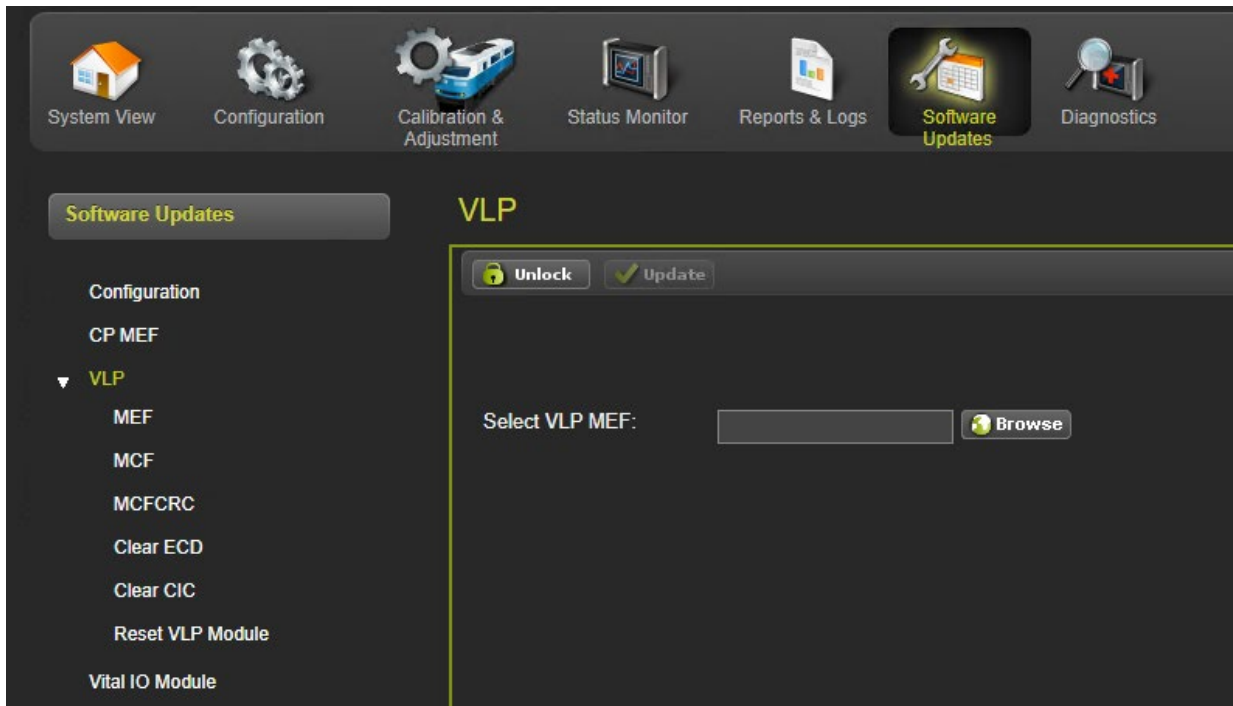 System View
Configuration
Calibration &
Adjustment
Status Monitor
Reports & Logs
Software
Updates
Diagnostics
Software Updates
Configuration
CP MEF
VLP
MEF
MCF
MCFCRC
Clear ECD
Clear CIC
Reset VLP Module
Vital IO Module
VLP
Unlock
Update
Select VLP MEF:
Browse